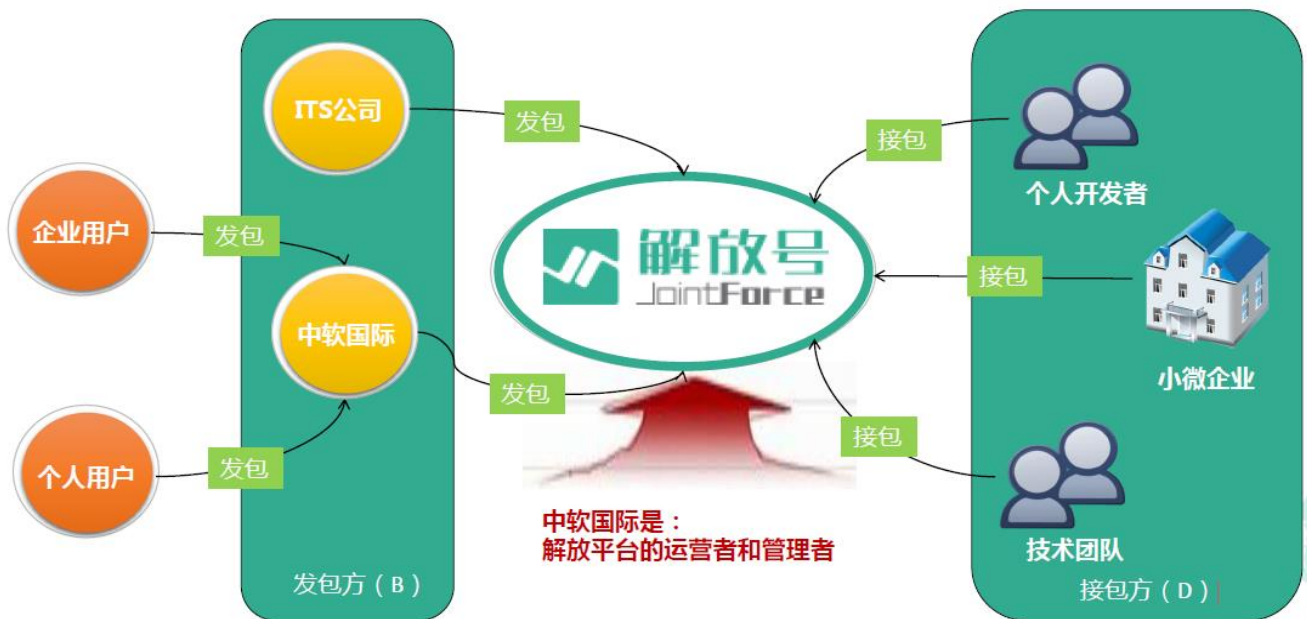 ITS公司
发包
接包
个人开发者
企业用户
发包
解放号
JointForce
接包
中软国际
小微企业
发包
接包
个人用户
发包
中软国际是：
解放平台的运营者和管理者
技术团队
发包方（B）
接包方（D）